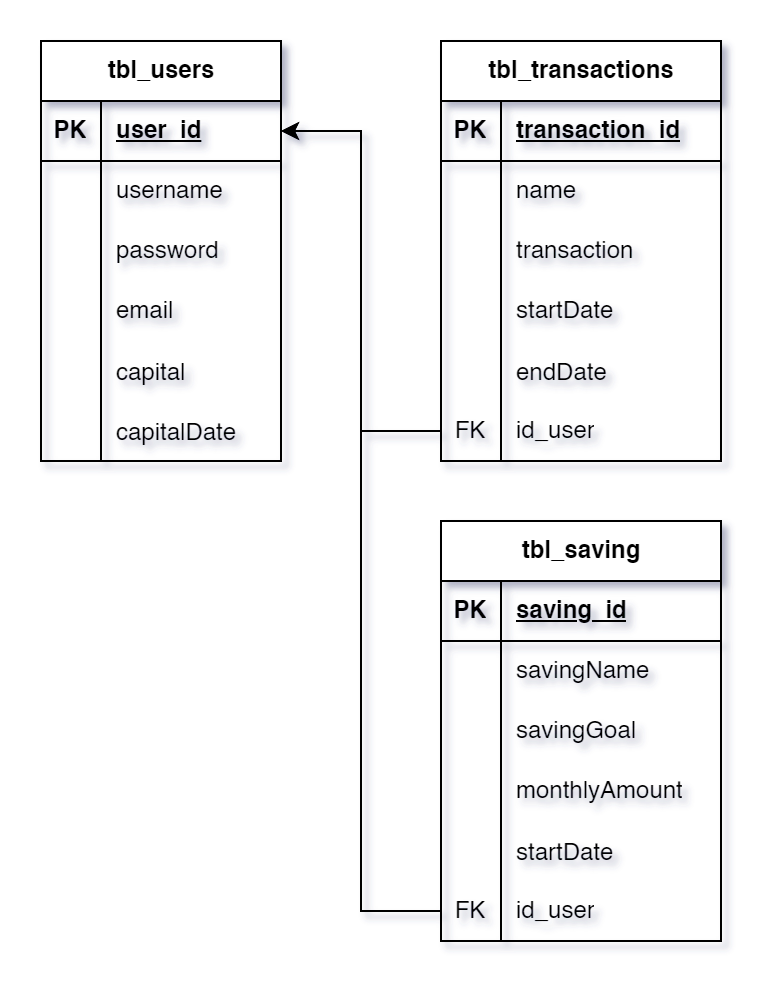 tbl_users
PK user_id
username
password
email
capital
capitalDate
tbl_transactions
PK transaction_id
name
transaction
startDate
endDate
FK id_user
tbl_saving
PK saving_id
savingName
savingGoal
monthlyAmount
startDate
FK id_user